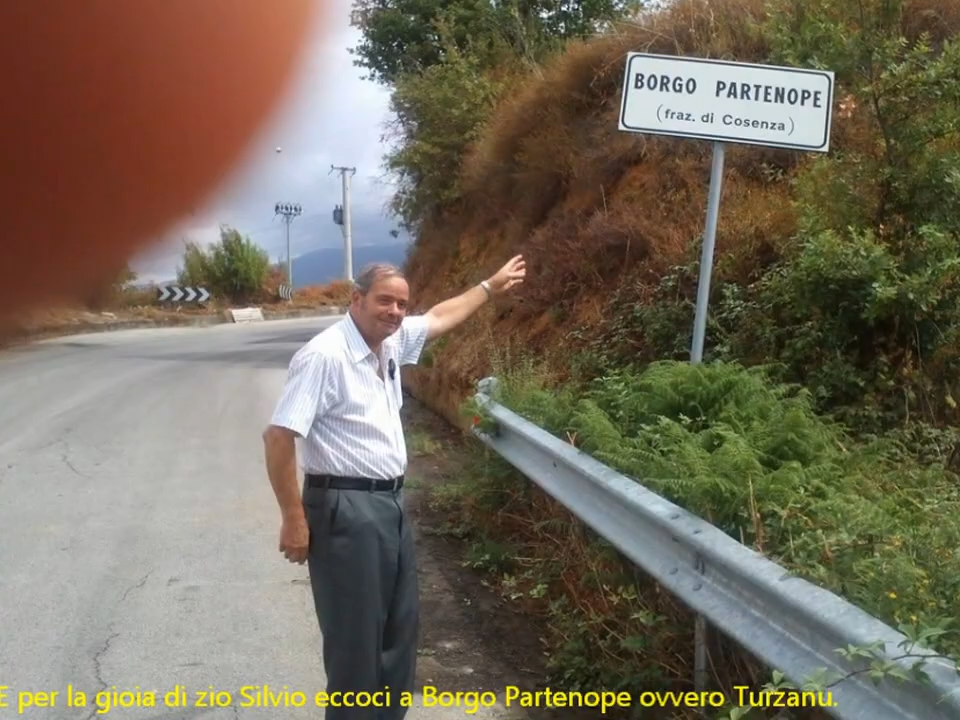 BORGO PARTENOPE
(fraz. di Cosenza)
E per la gioia di zio Silvio eccoci a Borgo Partenope ovvero Turzanu.